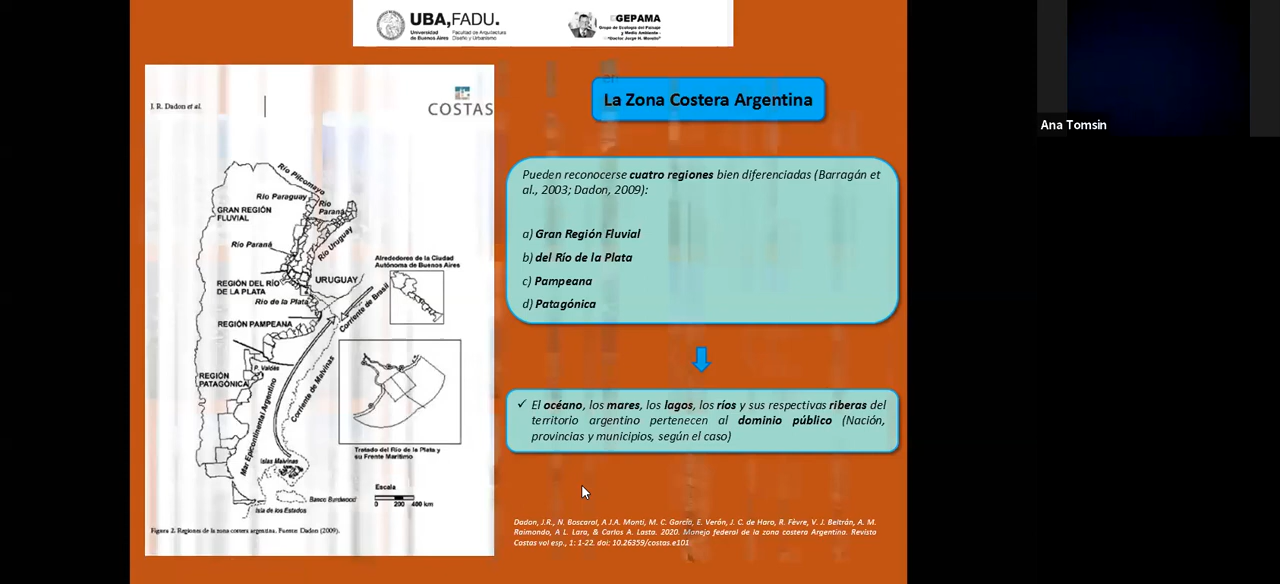 UBA,FADU.
Universidad
de Buenos Aires
Facultad de Arquitectura
Diseño y Urbanismo
GEPAMA
Grupo de Ecología del Paisaje
y Medio Ambiente -
La Zona Costera Argentina
J. R. Dadon et al.
COSTAS
Río Pilcomayo
Río Paraguay
Río
Paraná
GRAN REGIÓN
FLUVIAL
Río Paraná
Río Uruguay
Alrededores de la Ciudad
Autónoma de Buenos Aires
URUGUAY
REGIÓN DEL RÍO
DE LA PLATA
Río de la Plata
Corriente de Brasil
REGIÓN PAMPEANA
P. Valdés
REGIÓN
PATAGÓNICA
Mar Epicontinental Argentino
Corriente de Malvinas
Tratado del Río de la Plata y
su Frente Marítimo
Islas Malvinas
Banco Burdwood
Isla de los Estados
Escala
0 200 400 km
Figura 2. Regiones de la zona costera argentina. Fuente: Dadon (2009).
Pueden reconocerse cuatro regiones bien diferenciadas (Barragán et
al., 2003; Dadon, 2009):
a) Gran Región Fluvial
b) del Río de la Plata
c) Pampeana
d) Patagónica
✓ El océano, los mares, los lagos, los ríos y sus respectivas riberas del
territorio argentino pertenecen al dominio público (Nación,
provincias y municipios, según el caso)
Dadon, J.R., N. Boscarol, A.J.A. Monti, M. C. García, E. Verón, J. C. de Haro, R. Fèvre, V. J. Beltrán, A. M.
Raimondo, A L. Lara, & Carlos A. Lasta. 2020. Manejo federal de la zona costera Argentina. Revista
Costas vol esp., 1: 1-22. doi: 10.26359/costas.e101
Ana Tomsin